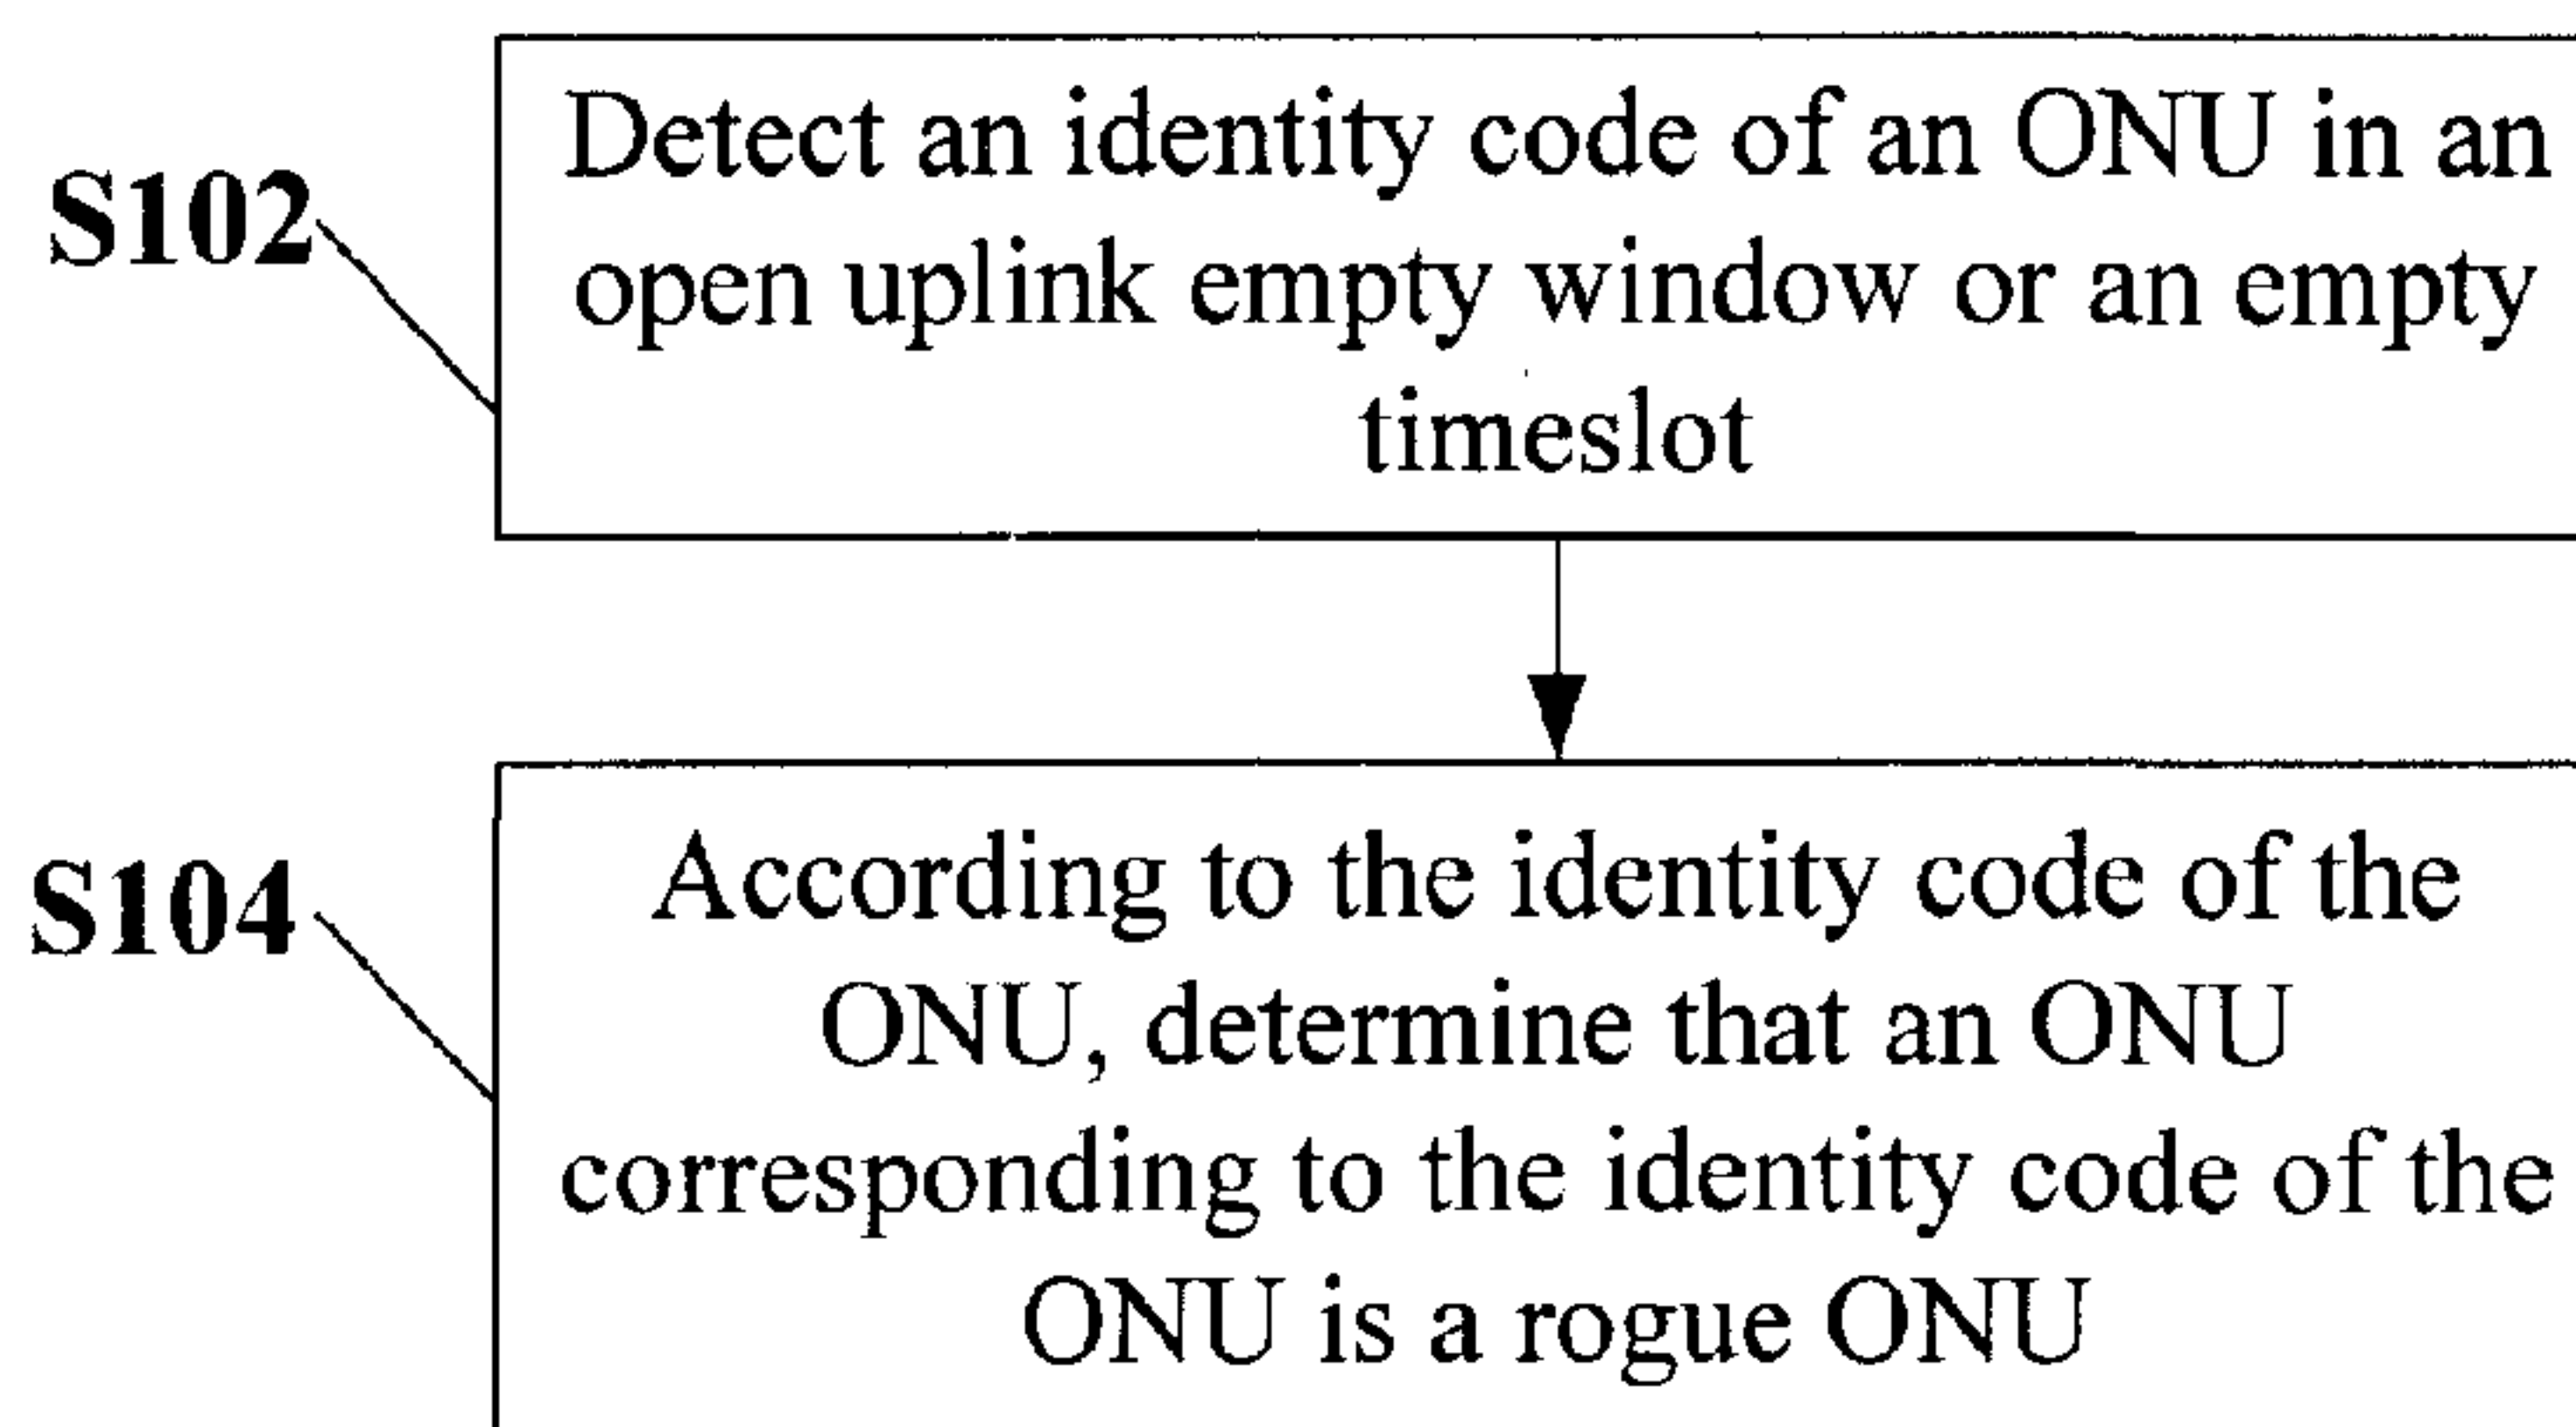 S102
Detect an identity code of an ONU in an
open uplink empty window or an empty
timeslot
S104
According to the identity code of the
ONU, determine that an ONU
corresponding to the identity code of the
ONU is a rogue ONU